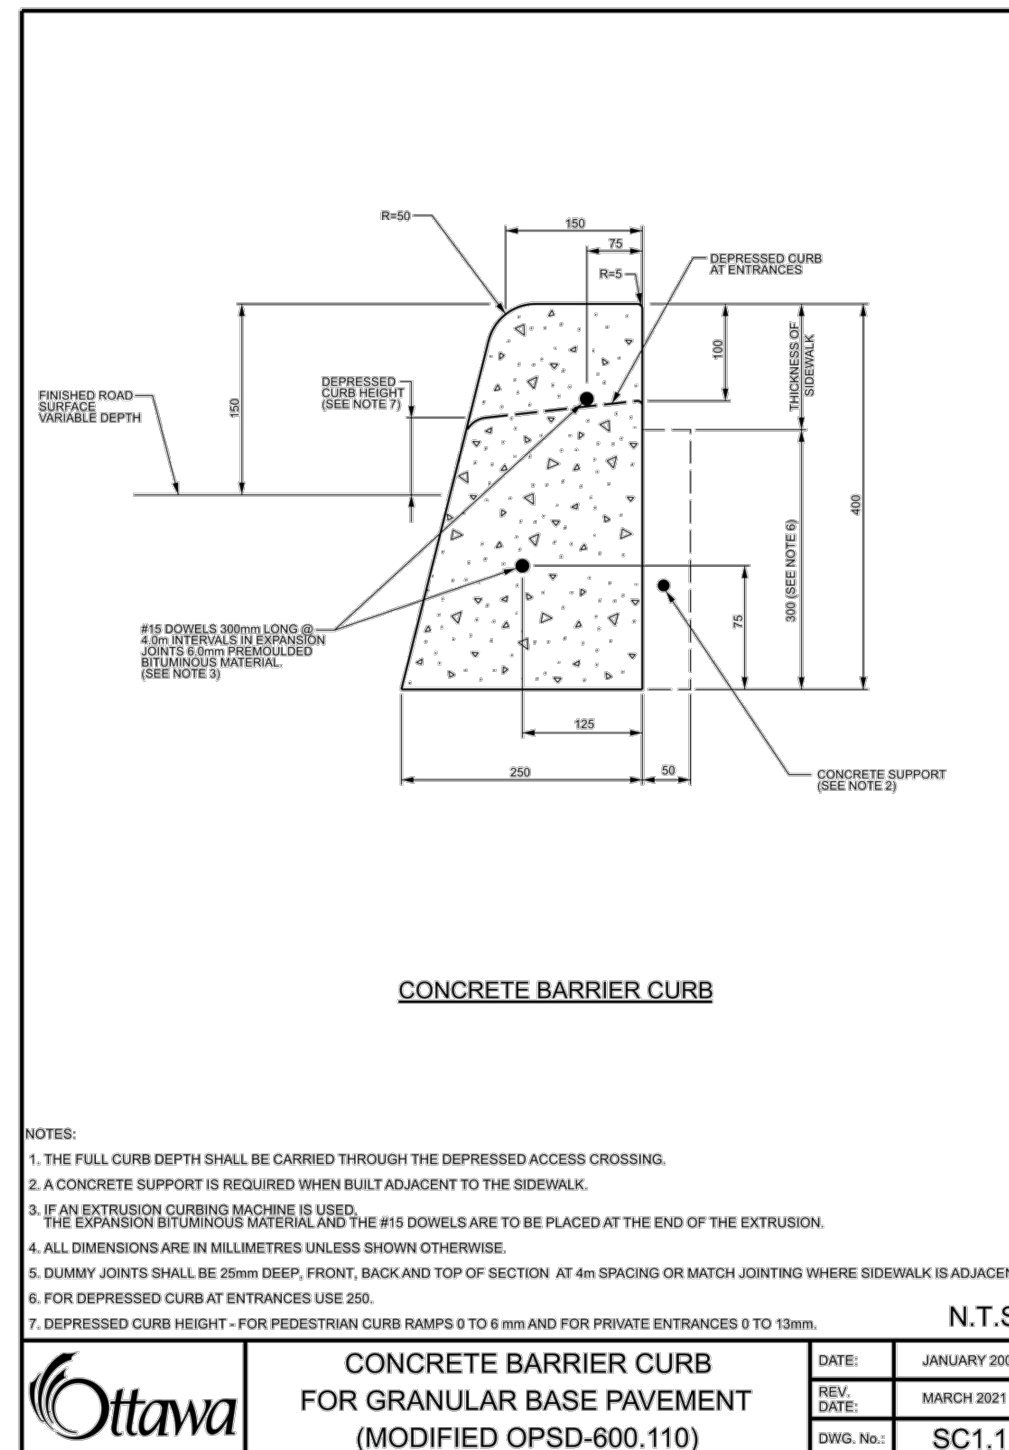 R=50
150
75
R=5
DEPRESSED CURB
AT ENTRANCES
100
THICKNESS OF
SIDEWALK
FINISHED ROAD
SURFACE
VARIABLE DEPTH
150
DEPRESSED
CURB HEIGHT
(SEE NOTE 7)
400
300 (SEE NOTE 6)
75
#15 DOWELS 300mm LONG @
4.0m INTERVALS IN EXPANSION
JOINTS 6.0mm PREMOULDED
BITUMINOUS MATERIAL.
(SEE NOTE 3)
125
250
50
CONCRETE SUPPORT
(SEE NOTE 2)
CONCRETE BARRIER CURB
NOTES:
1. THE FULL CURB DEPTH SHALL BE CARRIED THROUGH THE DEPRESSED ACCESS CROSSING.
2. A CONCRETE SUPPORT IS REQUIRED WHEN BUILT ADJACENT TO THE SIDEWALK.
3. IF AN EXTRUSION CURBING MACHINE IS USED,
THE EXPANSION BITUMINOUS MATERIAL AND THE #15 DOWELS ARE TO BE PLACED AT THE END OF THE EXTRUSION.
4. ALL DIMENSIONS ARE IN MILLIMETRES UNLESS SHOWN OTHERWISE.
5. DUMMY JOINTS SHALL BE 25mm DEEP, FRONT, BACK AND TOP OF SECTION AT 4m SPACING OR MATCH JOINTING WHERE SIDEWALK IS ADJACEN
6. FOR DEPRESSED CURB AT ENTRANCES USE 250.
7. DEPRESSED CURB HEIGHT - FOR PEDESTRIAN CURB RAMPS 0 TO 6 mm AND FOR PRIVATE ENTRANCES 0 TO 13mm.
N.T.S
Ottawa
CONCRETE BARRIER CURB
FOR GRANULAR BASE PAVEMENT
(MODIFIED OPSD-600.110)
DATE: JANUARY 200
REV.
DATE: MARCH 2021
DWG. No.: SC1.1